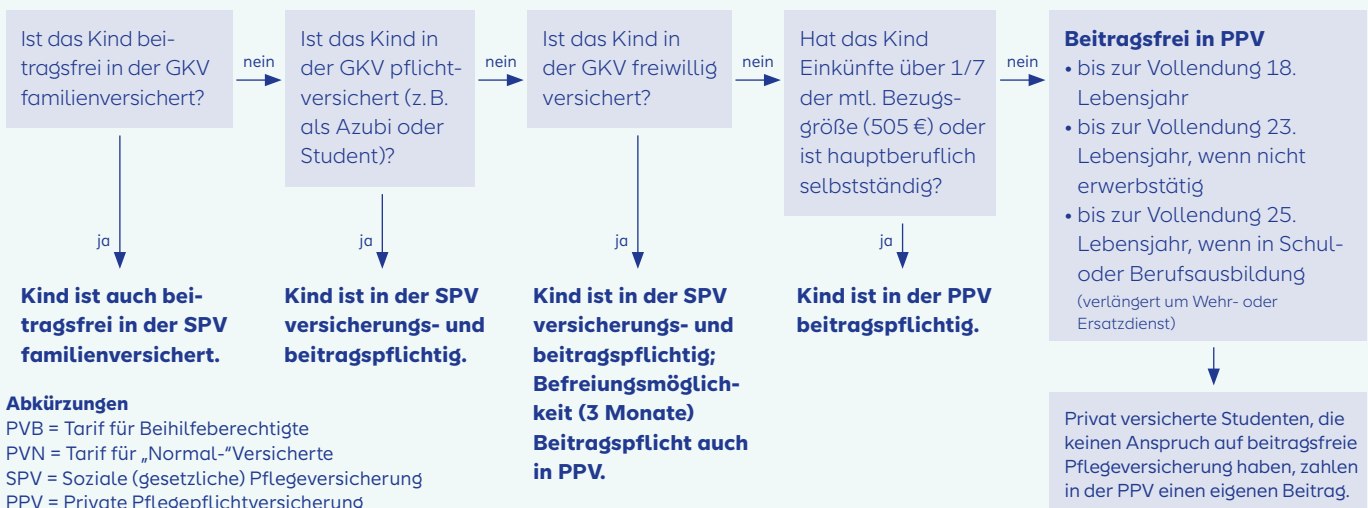 Ist das Kind bei-
tragsfrei in der GKV
familienversichert?
nein
Ist das Kind in
der GKV pflicht-
versichert (z. B.
als Azubi oder
Student)?
nein
Ist das Kind in
der GKV freiwillig
versichert?
nein
Hat das Kind
Einkünfte über 1/7
der mtl. Bezugs-
größe (505 €) oder
ist hauptberuflich
selbstständig?
nein
Beitragsfrei in PPV
• bis zur Vollendung 18.
Lebensjahr
• bis zur Vollendung 23.
Lebensjahr, wenn nicht
erwerbstätig
• bis zur Vollendung 25.
Lebensjahr, wenn in Schul-
oder Berufsausbildung
(verlängert um Wehr- oder
Ersatzdienst)
ja
Kind ist auch bei-
tragsfrei in der SPV
familienversichert.
ja
Kind ist in der SPV
versicherungs- und
beitragspflichtig.
ja
Kind ist in der SPV
versicherungs- und
beitragspflichtig;
Befreiungsmöglich-
keit (3 Monate)
Beitragspflicht auch
in PPV.
ja
Kind ist in der PPV
beitragspflichtig.
Privat versicherte Studenten, die
keinen Anspruch auf beitragsfreie
Pflegeversicherung haben, zahlen
in der PPV einen eigenen Beitrag.
Abkürzungen
PVB = Tarif für Beihilfeberechtigte
PVN = Tarif für „Normal-“Versicherte
SPV = Soziale (gesetzliche) Pflegeversicherung
PPV = Private Pflegepflichtversicherung